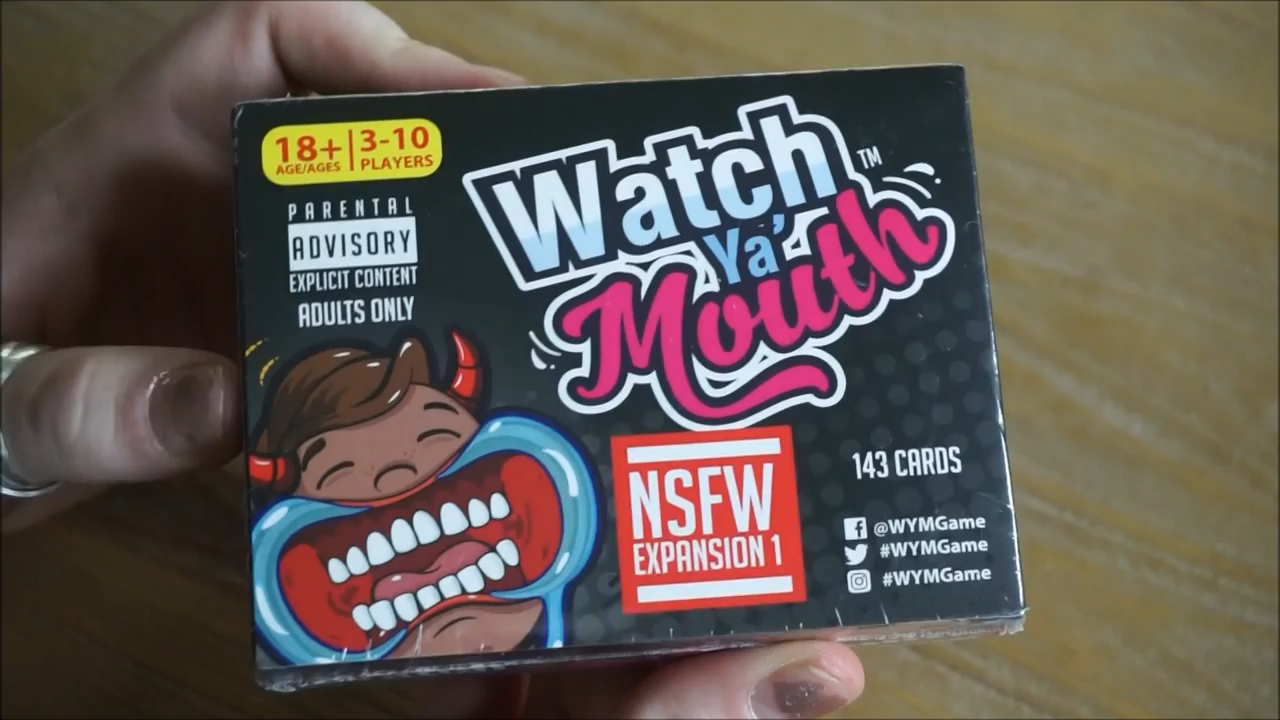 18+ | 3-10
AGE/AGES PLAYERS
PARENTAL
ADVISORY
EXPLICIT CONTENT
ADULTS ONLY
Watch
Ya'
Mouth
TM
NSFW
EXPANSION 1
143 CARDS
@WYMGame
#WYMGame
#WYMGame